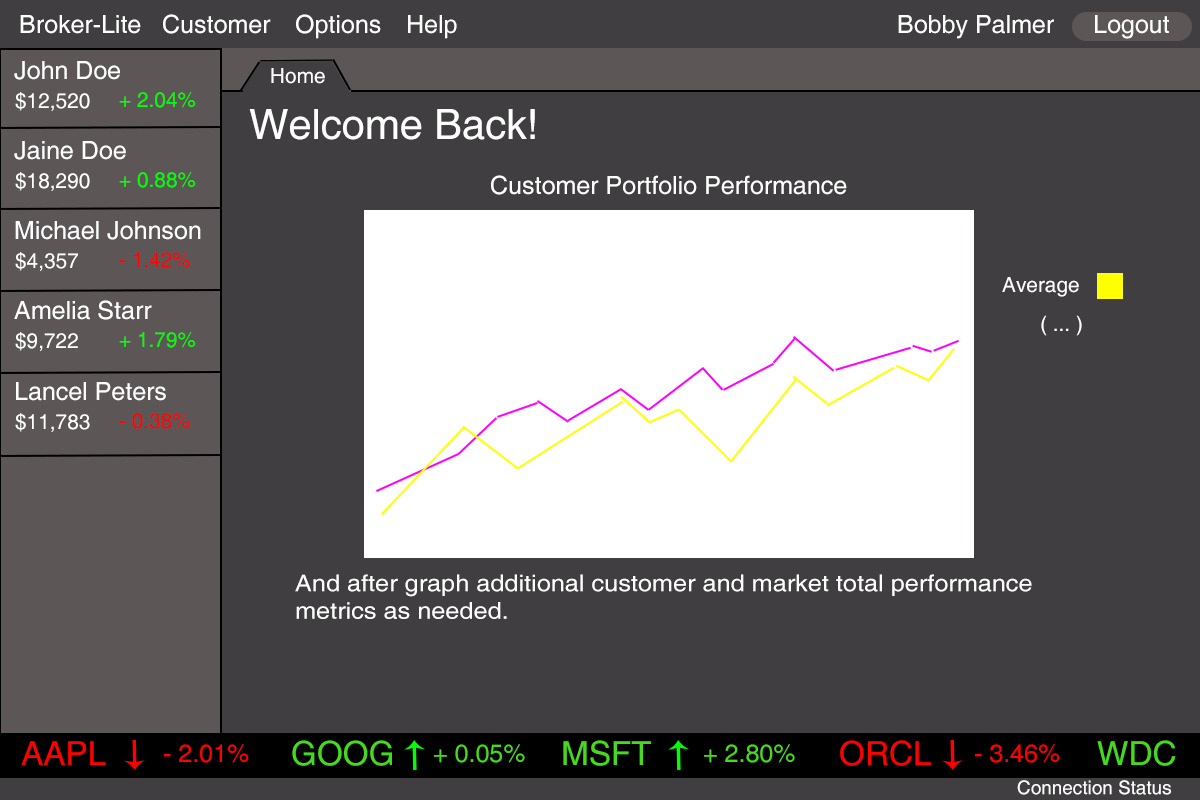 Broker-Lite Customer Options Help Bobby Palmer Logout
John Doe
$12,520 + 2.04%
Jaine Doe
$18,290 + 0.88%
Michael Johnson
$4,357 - 1.42%
Amelia Starr
$9,722 + 1.79%
Lancel Peters
$11,783 - 0.38%
Home
Welcome Back!
Customer Portfolio Performance
Average
( ... )
And after graph additional customer and market total performance
metrics as needed.
AAPL ↓ - 2.01% GOOG ↑ + 0.05% MSFT ↑ + 2.80% ORCL ↓ - 3.46% WDC
Connection Status